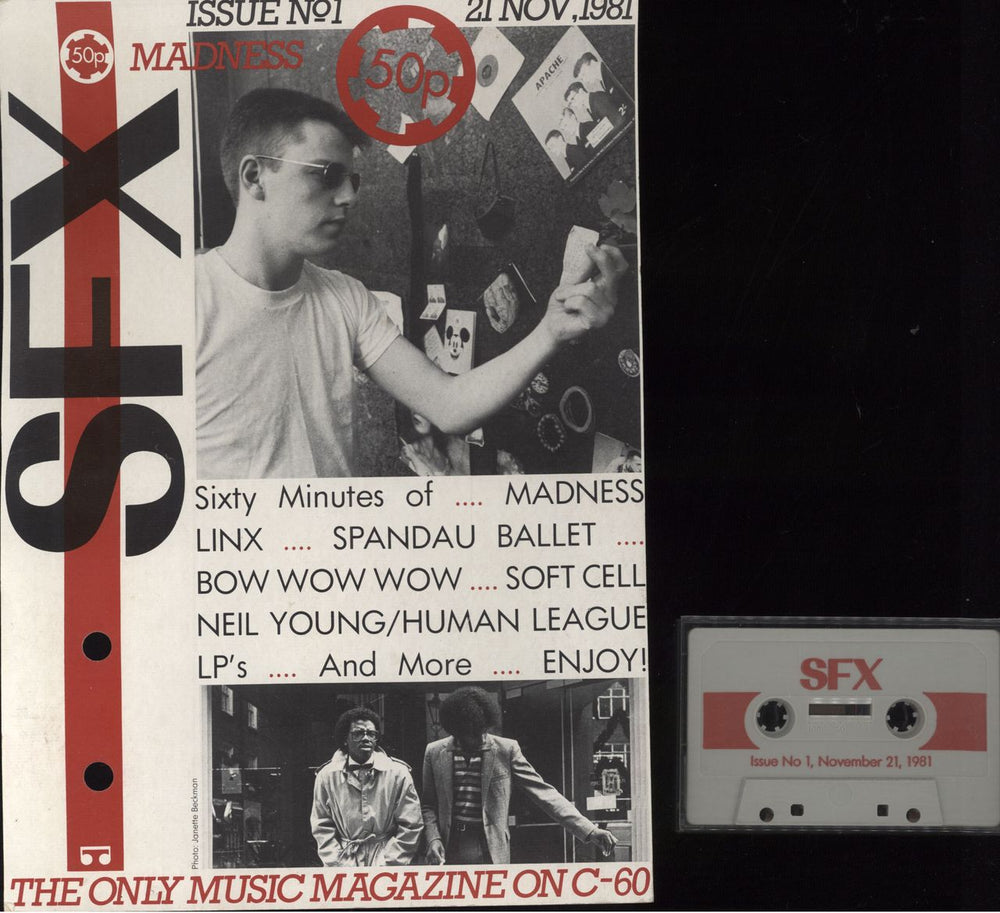 ISSUE Nº1
21 NOV, 1981
50p
MADNESS
50p
APACHE
2/-
SFX
Sixty Minutes of .... MADNESS
LINX .... SPANDAU BALLET ....
BOW WOW WOW .... SOFT CELL
NEIL YOUNG/HUMAN LEAGUE
LP's .... And More .... ENJOY!
Photo: Janette Beckman
THE ONLY MUSIC MAGAZINE ON C-60
SFX
Issue No 1, November 21, 1981